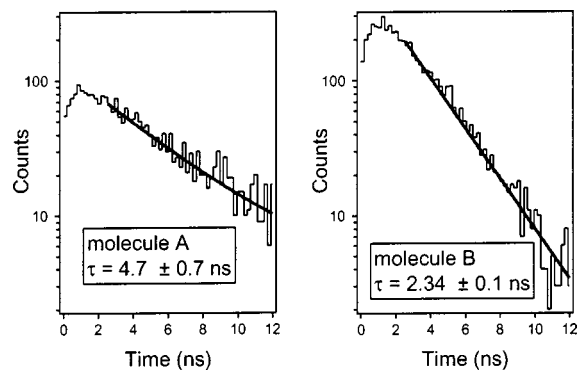 Counts
100
10
molecule A
τ = 4.7 ± 0.7 ns
0 2 4 6 8 10 12
Time (ns)
Counts
100
10
molecule B
τ = 2.34 ± 0.1 ns
0 2 4 6 8 10 12
Time (ns)